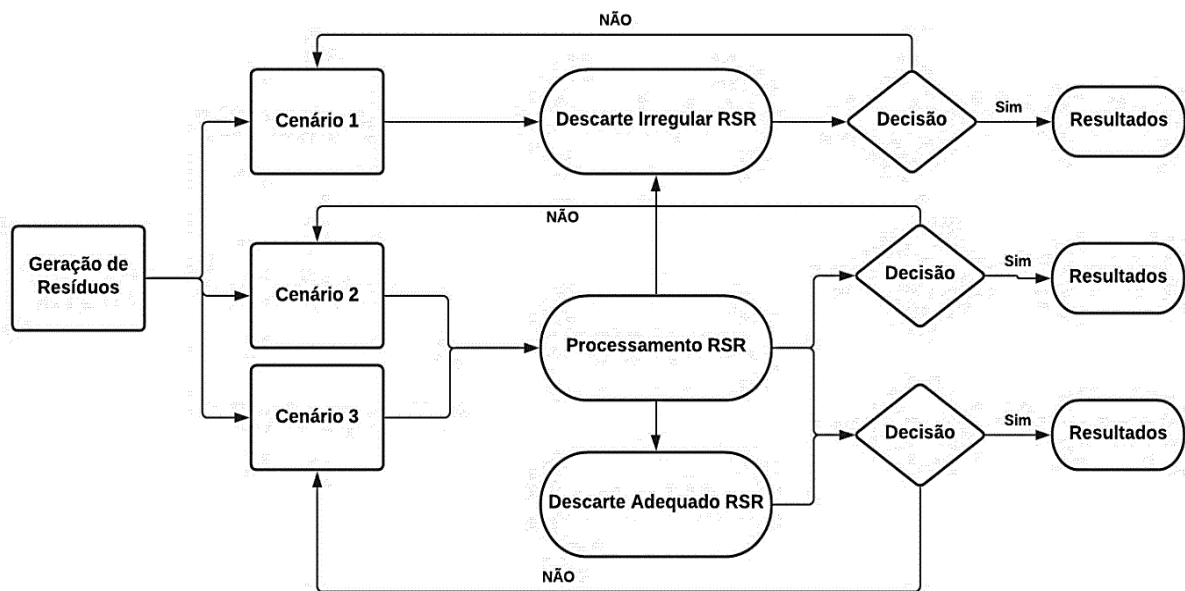 NÃO
Cenário 1
Descarte Irregular RSR
Decisão
Sim
Resultados
NÃO
Geração de
Resíduos
Cenário 2
Processamento RSR
Decisão
Sim
Resultados
Cenário 3
Descarte Adequado RSR
Decisão
Sim
Resultados
NÃO